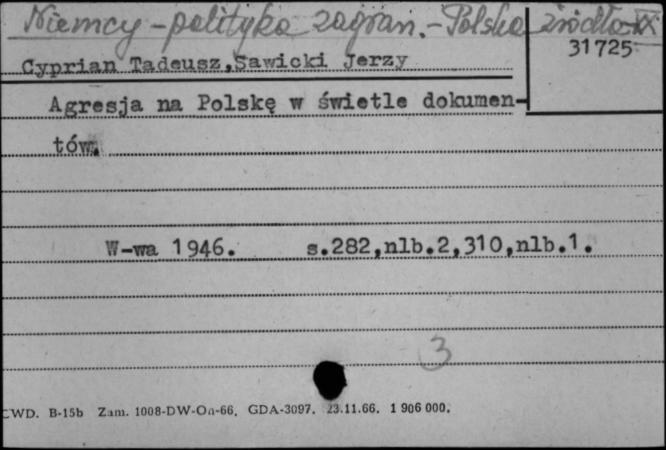 Niemcy - polityka zagran. - Polska źródła XX
31725
Cyprian Tadeusz,Sawicki Jerzy
Agresja na Polskę w świetle dokumen-
tów.
W-wa 1946. s.282,nlb.2,310,nlb.1.
3
CWD. B-15b Zam. 1008-DW-On-66. GDA-3097. 23.11.66. 1 906 000.